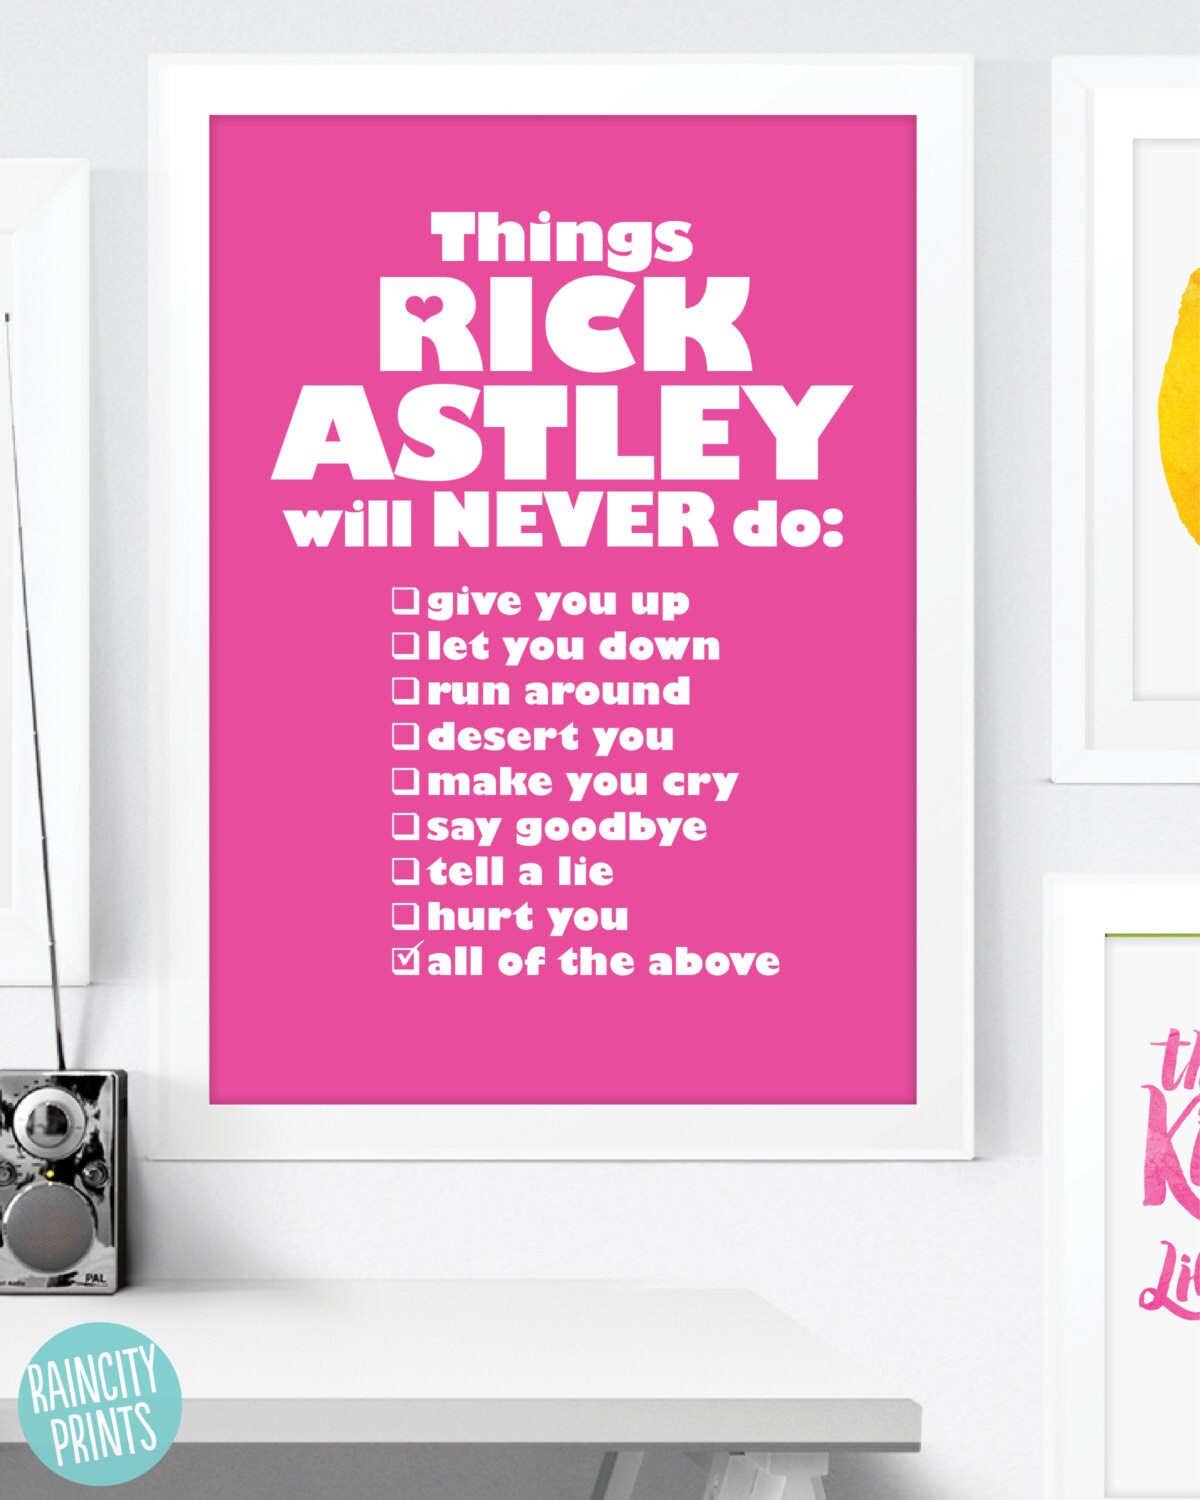 Things
RICK
ASTLEY
will NEVER do:
give you up
let you down
run around
desert you
make you cry
say goodbye
tell a lie
hurt you
all of the above
PAL
RAINCITY
PRINTS